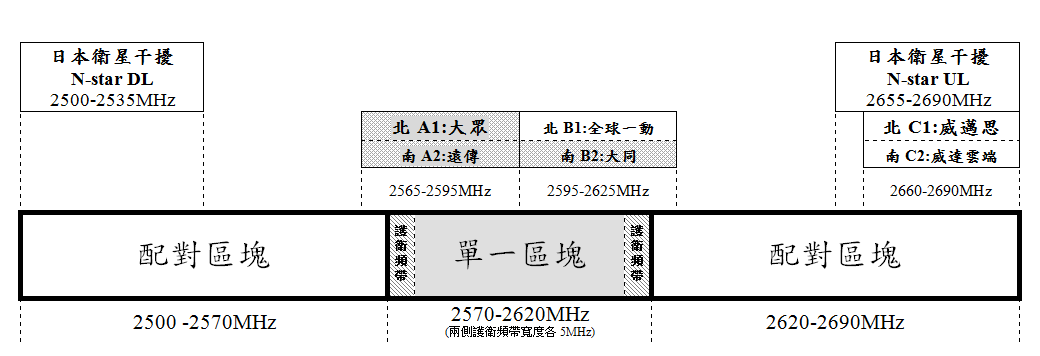 日本衛星干擾
N-star DL
2500-2535MHz
日本衛星干擾
N-star UL
2655-2690MHz
北 A1:大眾
南 A2:遠傳
北 B1:全球一動
南 B2:大同
北 C1:威邁思
南 C2:威達雲端
2565-2595MHz
2595-2625MHz
2660-2690MHz
配對區塊
護衛頻帶
單一區塊
護衛頻帶
配對區塊
2500 -2570MHz
2570-2620MHz
(兩側護衛頻帶寬度各 5MHz)
2620-2690MHz